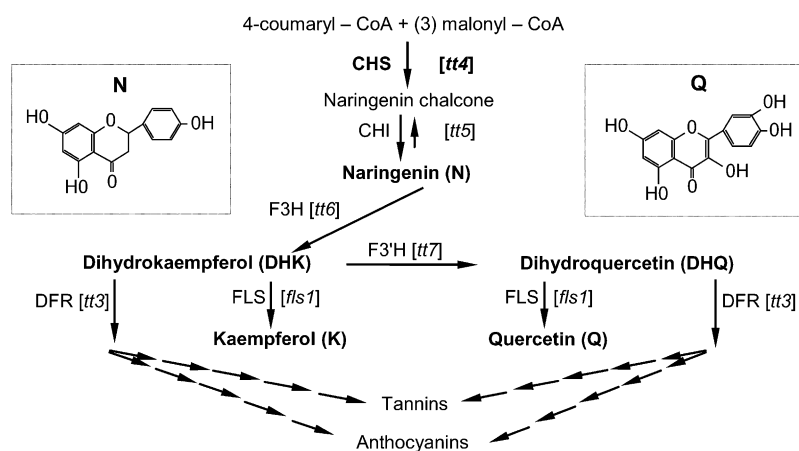 4-coumaryl – CoA + (3) malonyl – CoA
CHS [tt4]
N
Q
Naringenin chalcone
CHI [tt5]
Naringenin (N)
HO
O
OH
HO
O
HO
O
OH
OH
OH
HO
O
F3H [tt6]
Dihydrokaempferol (DHK)
F3'H [tt7]
Dihydroquercetin (DHQ)
DFR [tt3]
FLS [fls1]
FLS [fls1]
DFR [tt3]
Kaempferol (K)
Quercetin (Q)
Tannins
Anthocyanins